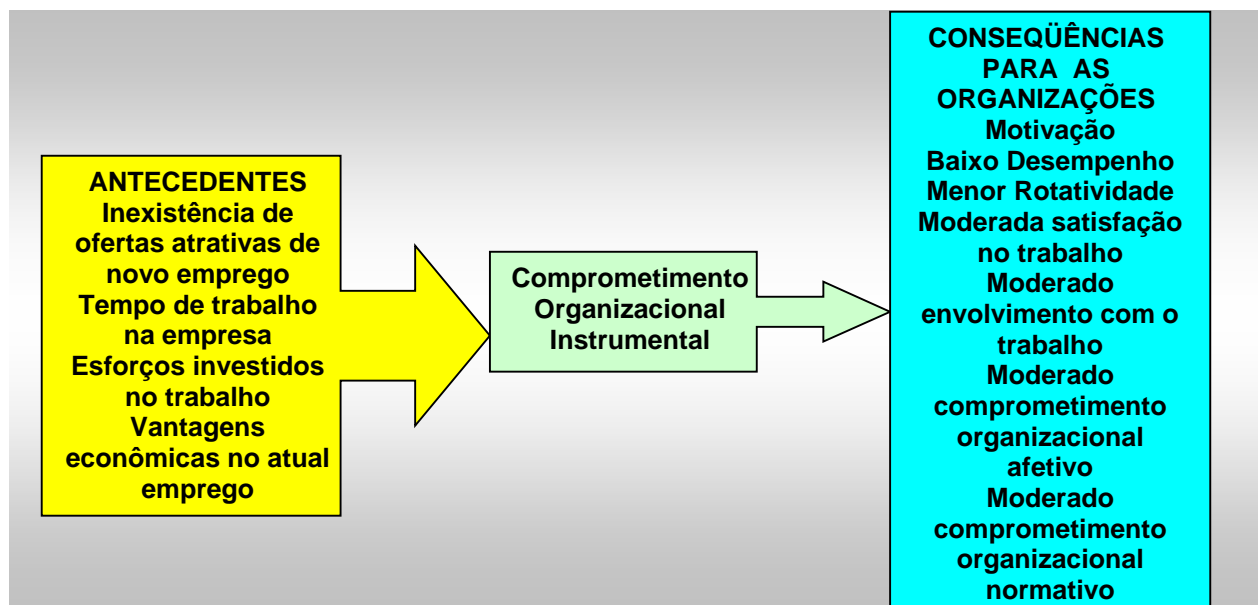 ANTECEDENTES
Inexistência de
ofertas atrativas de
novo emprego
Tempo de trabalho
na empresa
Esforços investidos
no trabalho
Vantagens
econômicas no atual
emprego
Comprometimento
Organizacional
Instrumental
CONSEQÜÊNCIAS
PARA AS
ORGANIZAÇÕES
Motivação
Baixo Desempenho
Menor Rotatividade
Moderada satisfação
no trabalho
Moderado
envolvimento com o
trabalho
Moderado
comprometimento
organizacional
afetivo
Moderado
comprometimento
organizacional
normativo